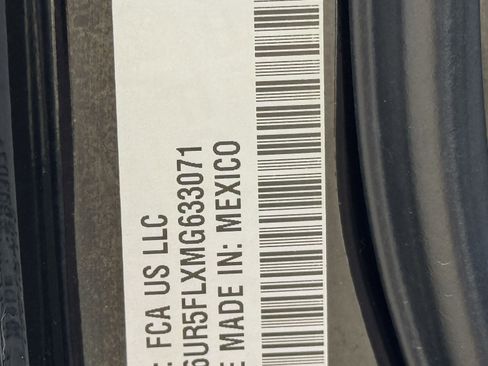 : FCA US LLC
6UR5FLXMG633071
E MADE IN: MEXICO